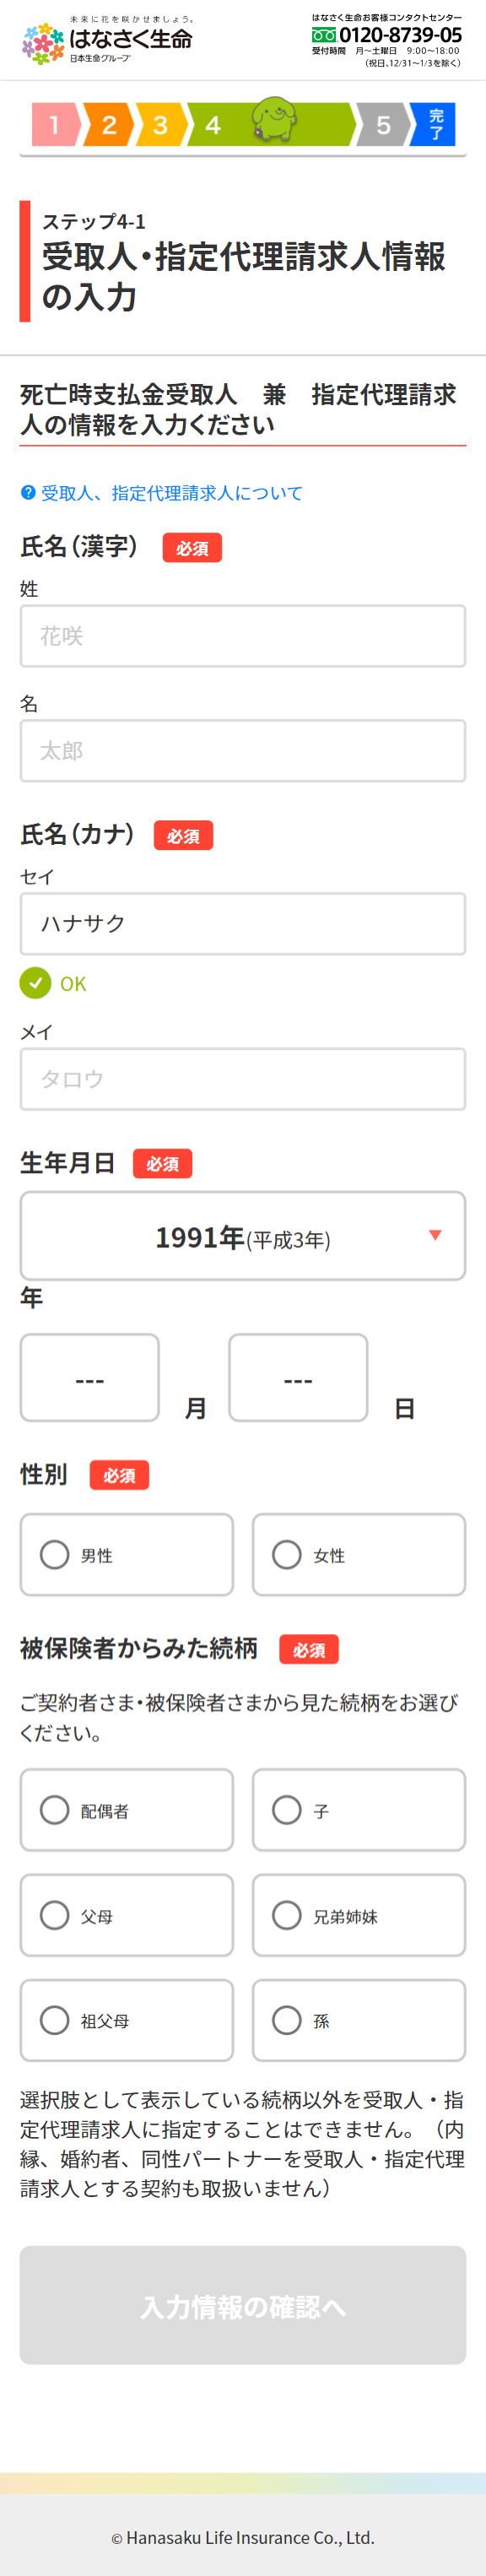 未来に花を咲かせましょう。
はなさく生命
日本生命グループ
はなさく生命お客様コンタクトセンター
0120-8739-05
受付時間 月〜土曜日 9:00〜18:00
（祝日、12/31〜1/3を除く）
1 2 3 4 5 完了
ステップ4-1
受取人・指定代理請求人情報
の入力
死亡時支払金受取人　兼　指定代理請求
人の情報を入力ください
? 受取人、指定代理請求人について
氏名（漢字） 必須
姓
花咲
名
太郎
氏名（カナ） 必須
セイ
ハナサク
OK
メイ
タロウ
生年月日 必須
1991年(平成3年)
年
--- 月 --- 日
性別 必須
男性 女性
被保険者からみた続柄 必須
ご契約者さま・被保険者さまから見た続柄をお選び
ください。
配偶者 子
父母 兄弟姉妹
祖父母 孫
選択肢として表示している続柄以外を受取人・指
定代理請求人に指定することはできません。（内
縁、婚約者、同性パートナーを受取人・指定代理
請求人とする契約も取扱いません）
入力情報の確認へ
© Hanasaku Life Insurance Co., Ltd.